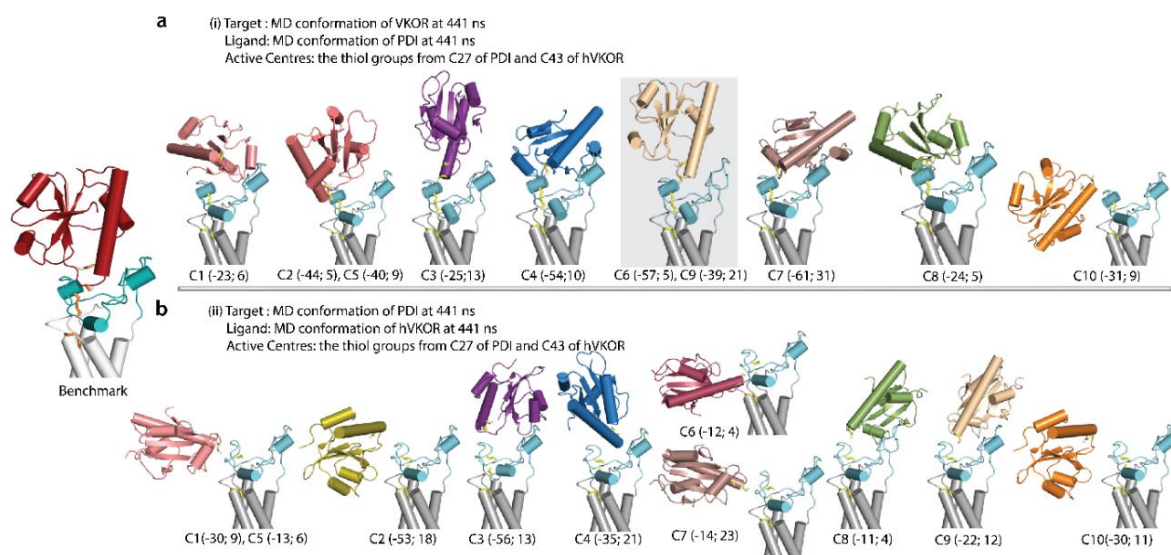 a
(i) Target : MD conformation of VKOR at 441 ns
Ligand: MD conformation of PDI at 441 ns
Active Centres: the thiol groups from C27 of PDI and C43 of hVKOR
C1 (-23; 6)
C2 (-44; 5), C5 (-40; 9)
C3 (-25;13)
C4 (-54;10)
C6 (-57; 5), C9 (-39; 21)
C7 (-61; 31)
C8 (-24; 5)
C10 (-31; 9)
Benchmark
b
(ii) Target : MD conformation of PDI at 441 ns
Ligand: MD conformation of hVKOR at 441 ns
Active Centres: the thiol groups from C27 of PDI and C43 of hVKOR
C6 (-12; 4)
C1(-30; 9), C5 (-13; 6)
C2 (-53; 18)
C3 (-56; 13)
C4 (-35; 21)
C7 (-14; 23)
C8 (-11; 4)
C9 (-22; 12)
C10(-30; 11)